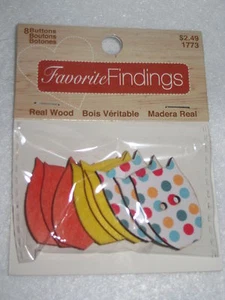 8 Buttons
Boutons
Botones
$2.49
1773
Favorite Findings
Real Wood Bois Véritable Madera Real